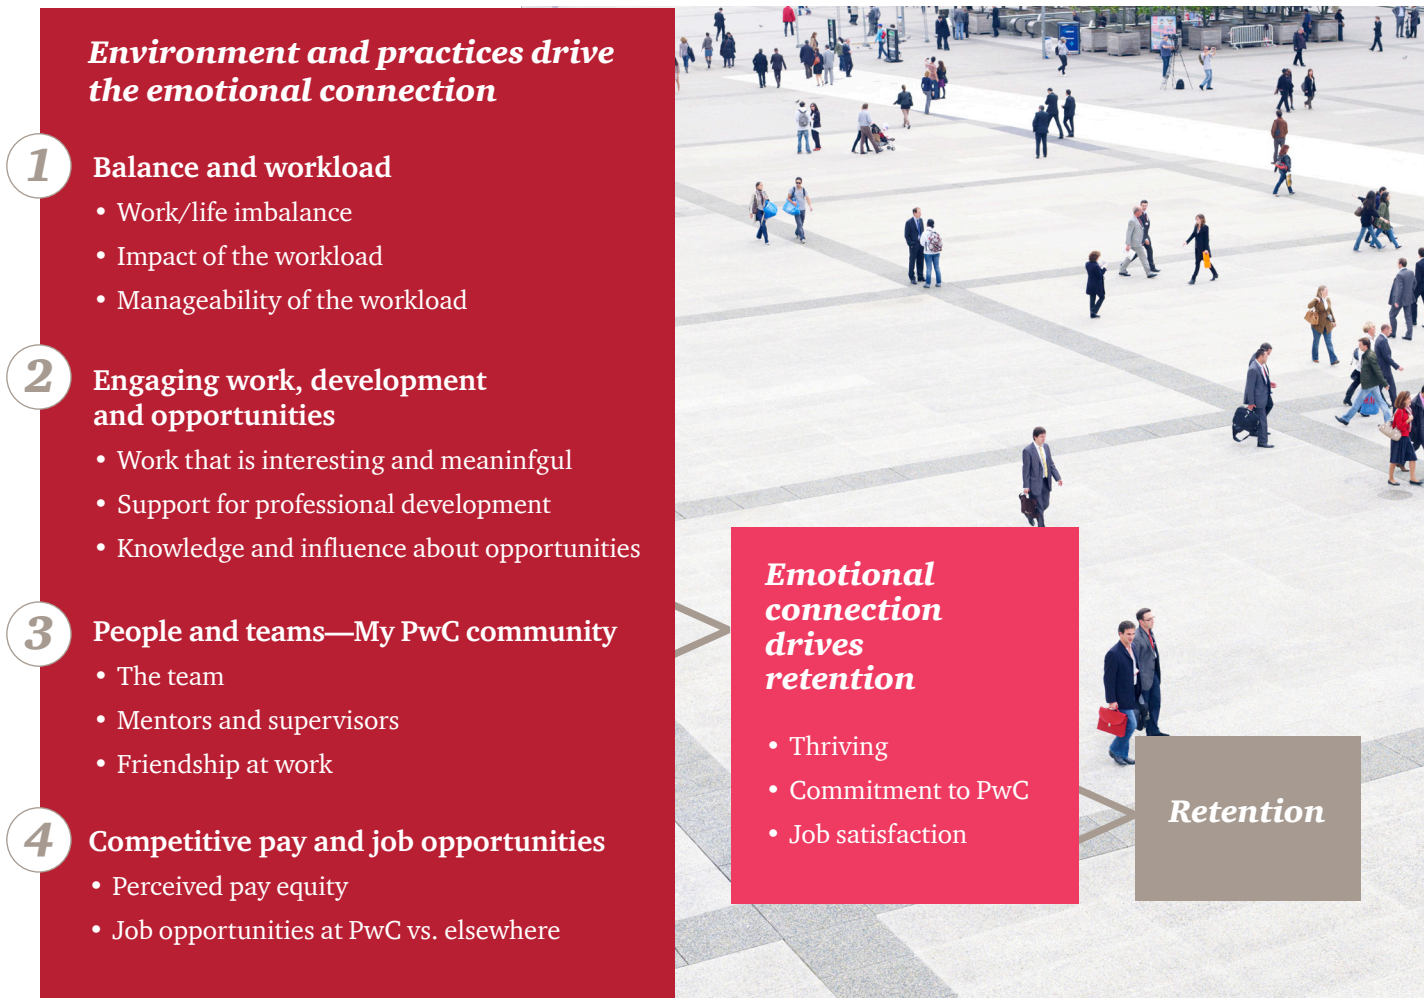 Environment and practices drive
the emotional connection
1
Balance and workload
• Work/life imbalance
• Impact of the workload
• Manageability of the workload
2
Engaging work, development
and opportunities
• Work that is interesting and meaninfgul
• Support for professional development
• Knowledge and influence about opportunities
3
People and teams—My PwC community
• The team
• Mentors and supervisors
• Friendship at work
4
Competitive pay and job opportunities
• Perceived pay equity
• Job opportunities at PwC vs. elsewhere
Emotional
connection
drives
retention
• Thriving
• Commitment to PwC
• Job satisfaction
Retention